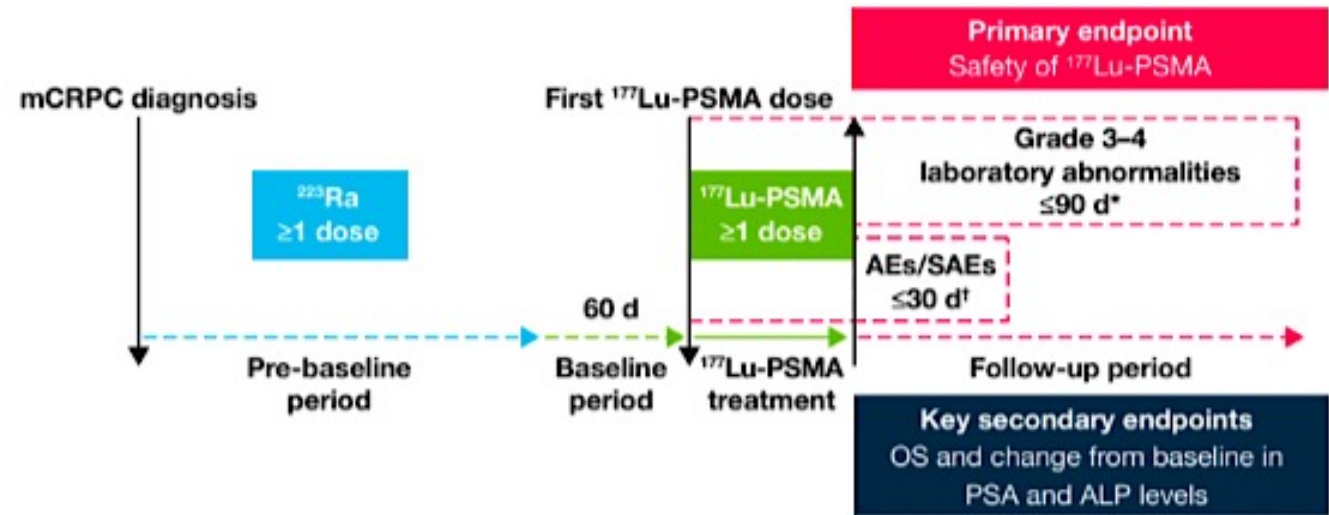 Primary endpoint
Safety of ¹⁷⁷Lu-PSMA
mCRPC diagnosis
First ¹⁷⁷Lu-PSMA dose
Grade 3–4
laboratory abnormalities
≤90 d*
²²³Ra
≥1 dose
¹⁷⁷Lu-PSMA
≥1 dose
AEs/SAEs
≤30 d†
60 d
Pre-baseline
period
Baseline
period
¹⁷⁷Lu-PSMA
treatment
Follow-up period
Key secondary endpoints
OS and change from baseline in
PSA and ALP levels